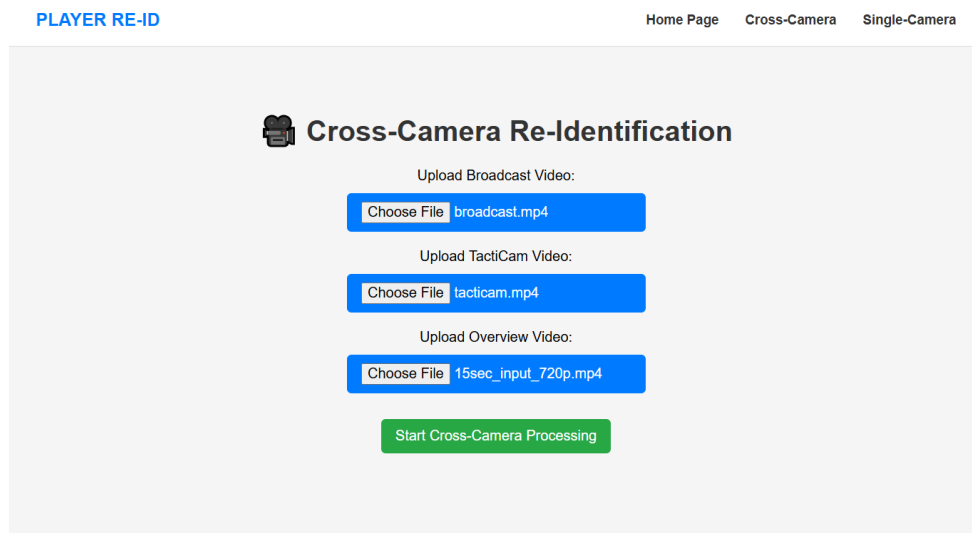 PLAYER RE-ID
Home Page Cross-Camera Single-Camera
Cross-Camera Re-Identification
Upload Broadcast Video:
Choose File broadcast.mp4
Upload TactiCam Video:
Choose File tacticam.mp4
Upload Overview Video:
Choose File 15sec_input_720p.mp4
Start Cross-Camera Processing